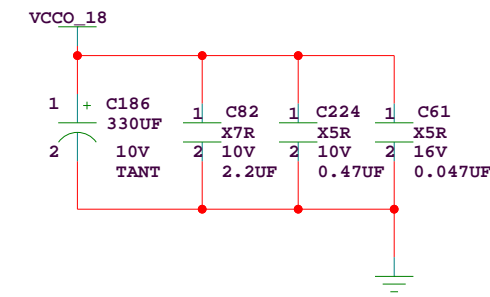 VCCO_18
1 + C186
330UF
2 10V
TANT
1 C82
X7R
2 10V
2.2UF
1 C224
X5R
2 10V
0.47UF
1 C61
X5R
2 16V
0.047UF